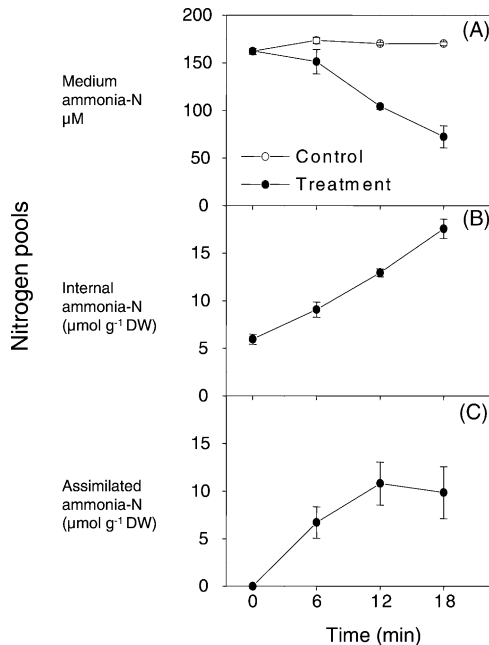 Nitrogen pools
(A)
Medium
ammonia-N
µM
200
150
100
50
0
Control
Treatment
(B)
Internal
ammonia-N
(µmol g-1 DW)
15
10
5
0
(C)
Assimilated
ammonia-N
(µmol g-1 DW)
15
10
5
0
0 6 12 18
Time (min)